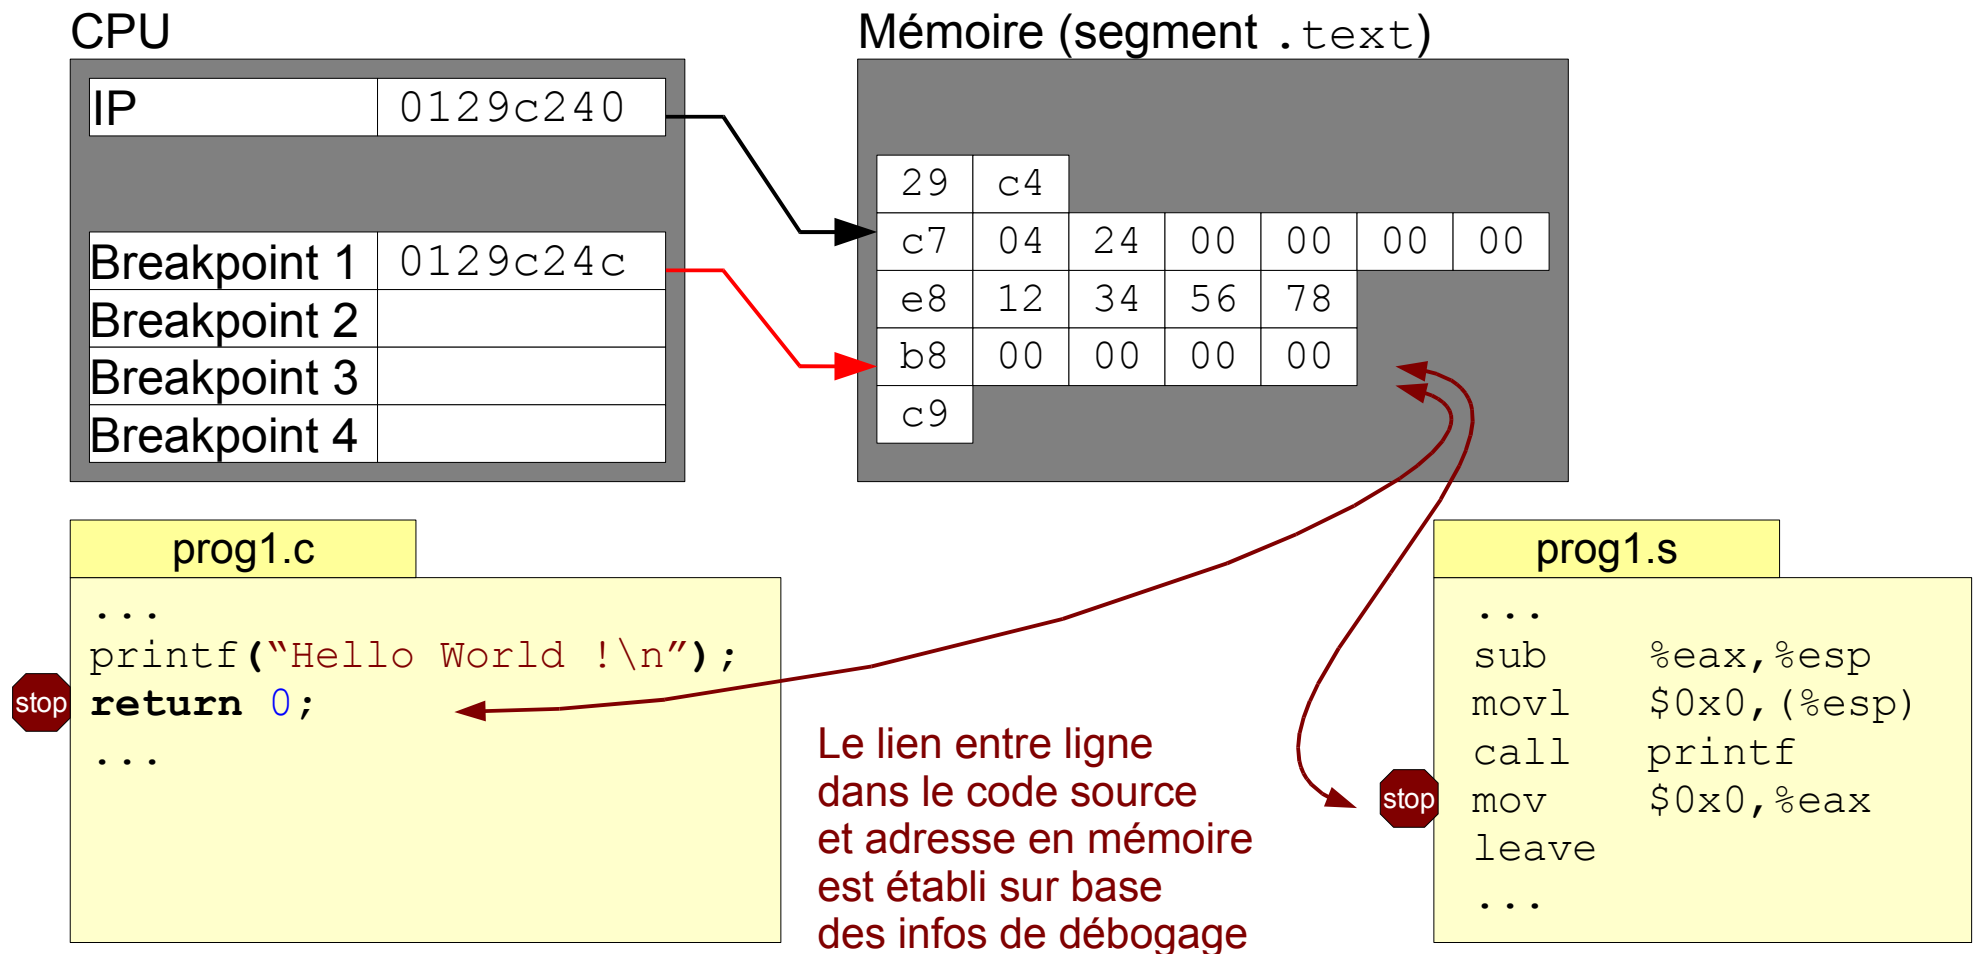 CPU
IP 0129c240
Breakpoint 1 0129c24c
Breakpoint 2
Breakpoint 3
Breakpoint 4
Mémoire (segment .text)
29 c4
c7 04 24 00 00 00 00
e8 12 34 56 78
b8 00 00 00 00
c9
prog1.c
...
printf(“Hello World !\n”);
stop return 0;
...
Le lien entre ligne
dans le code source
et adresse en mémoire
est établi sur base
des infos de débogage
prog1.s
...
sub %eax,%esp
movl $0x0,(%esp)
call printf
stop mov $0x0,%eax
leave
...